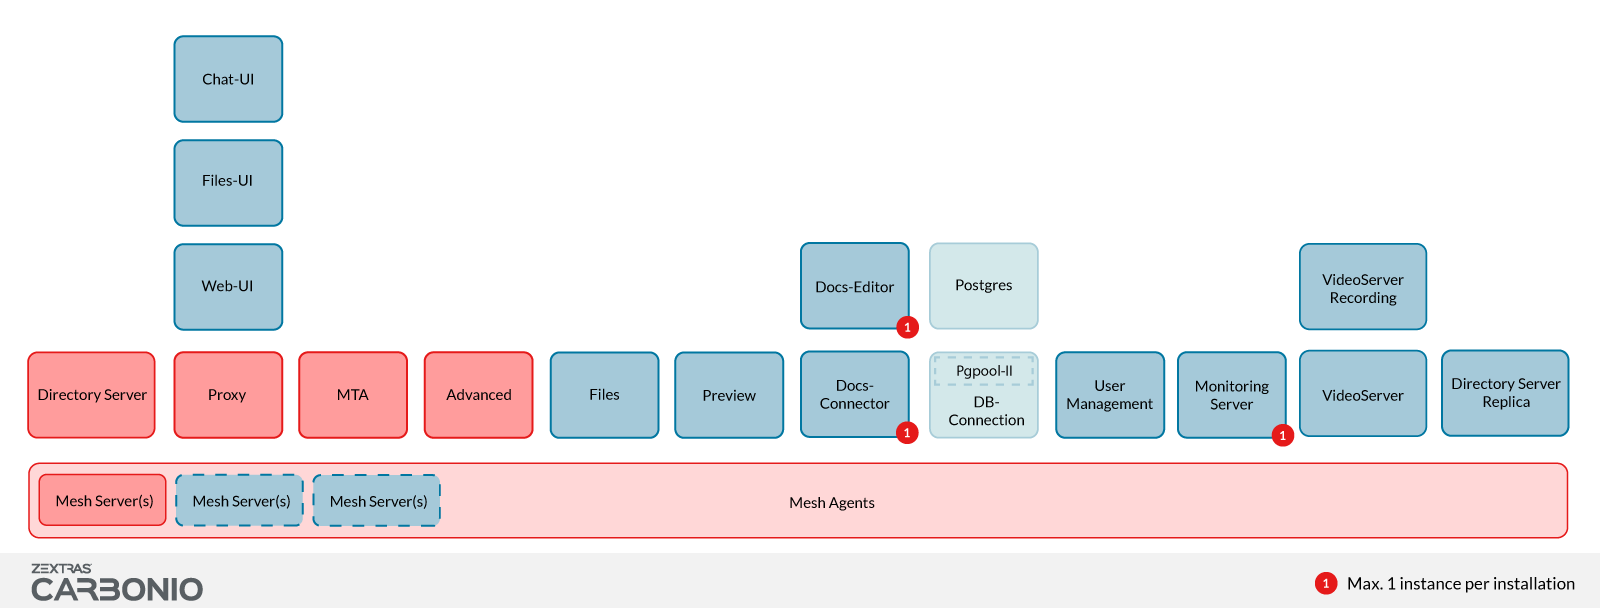 Chat-UI
Files-UI
Web-UI
Docs-Editor
1
Postgres
VideoServer
Recording
Directory Server
Proxy
MTA
Advanced
Files
Preview
Docs-
Connector
1
Pgpool-II
DB-
Connection
User
Management
Monitoring
Server
1
VideoServer
Directory Server
Replica
Mesh Server(s)
Mesh Server(s)
Mesh Server(s)
Mesh Agents
ZEXTRAS
CARBONIO
1 Max. 1 instance per installation